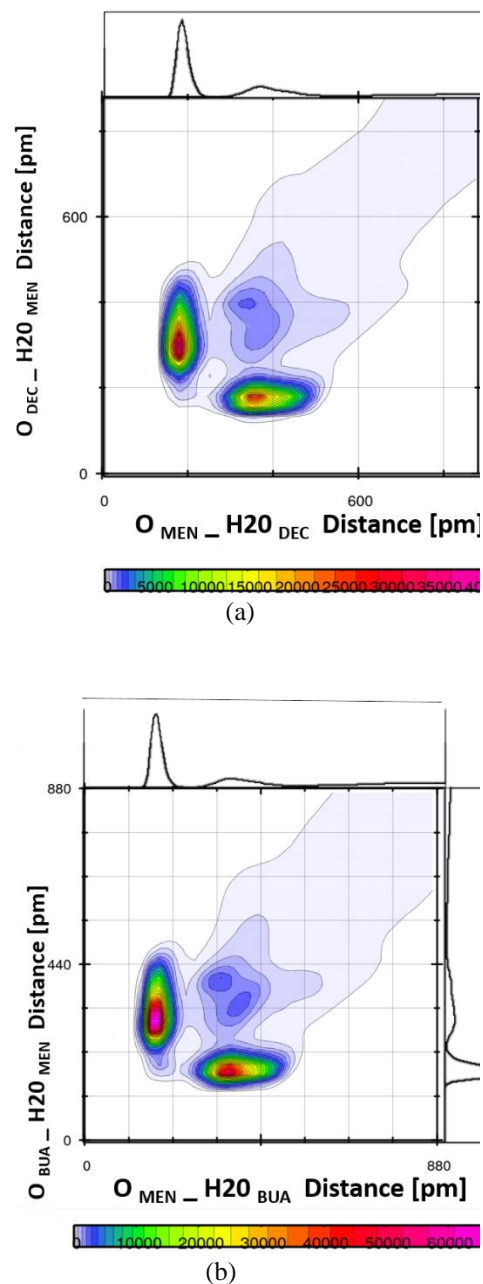 600
O DEC _ H20 MEN Distance [pm]
0
0 600
O MEN _ H20 DEC Distance [pm]
5000 10000 15000 20000 25000 30000 35000 40
(a)
880
440
O BUA _ H20 MEN Distance [pm]
0
0 880
O MEN _ H20 BUA Distance [pm]
10000 20000 30000 40000 50000 60000
(b)